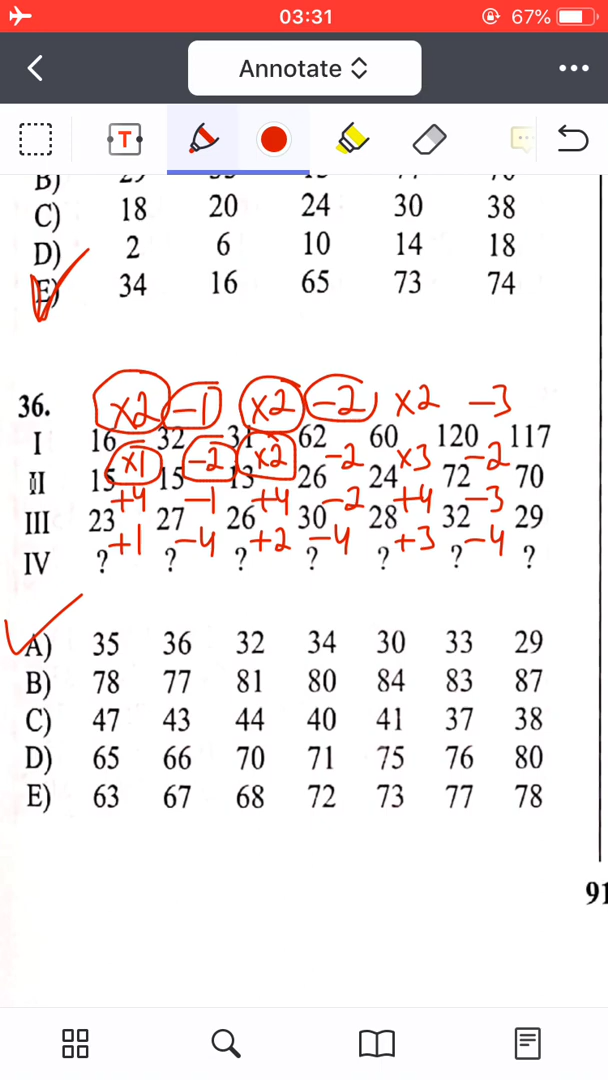 03:31 67%
Annotate
T
B)
C) 18 20 24 30 38
D) 2 6 10 14 18
E) 34 16 65 73 74
36. ×2 −1 ×2 −2 ×2 −3
I 16 32 31 62 60 120 117
×1 −2 ×2 −2 ×3 −2
II 15 15 13 26 24 72 70
+4 −1 +4 −2 +4 −3
III 23 27 26 30 28 32 29
+1 −4 +2 −4 +3 −4
IV ? ? ? ? ? ? ?
A) 35 36 32 34 30 33 29
B) 78 77 81 80 84 83 87
C) 47 43 44 40 41 37 38
D) 65 66 70 71 75 76 80
E) 63 67 68 72 73 77 78
91